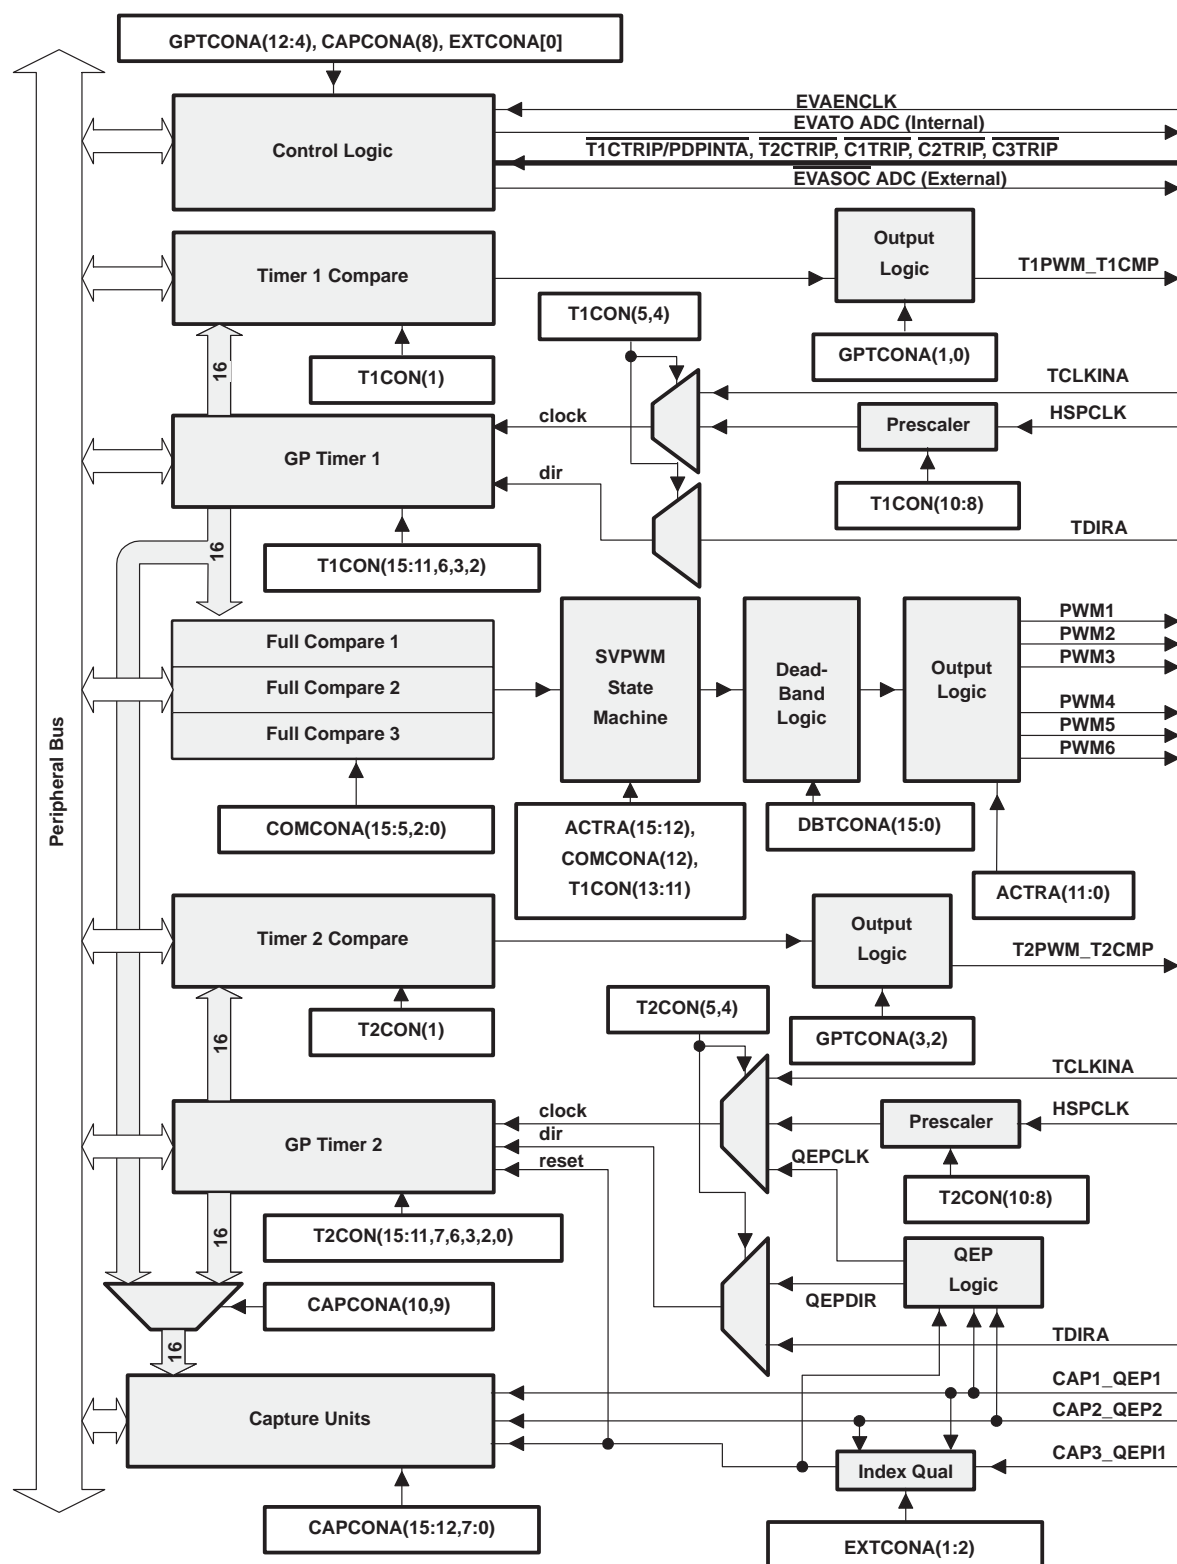 GPTCONA(12:4), CAPCONA(8), EXTCONA[0]
Control Logic
EVAENCLK
EVATO ADC (Internal)
T1CTRIP/PDPINTA, T2CTRIP, C1TRIP, C2TRIP, C3TRIP
EVASOC ADC (External)
Timer 1 Compare
Output
Logic
T1PWM_T1CMP
T1CON(5,4)
GPTCONA(1,0)
16
T1CON(1)
TCLKINA
clock
Prescaler
HSPCLK
GP Timer 1
dir
T1CON(10:8)
TDIRA
16
T1CON(15:11,6,3,2)
Full Compare 1
Full Compare 2
Full Compare 3
SVPWM
State
Machine
Dead-
Band
Logic
Output
Logic
PWM1
PWM2
PWM3
PWM4
PWM5
PWM6
Peripheral Bus
COMCONA(15:5,2:0)
ACTRA(15:12),
COMCONA(12),
T1CON(13:11)
DBTCONA(15:0)
ACTRA(11:0)
Timer 2 Compare
Output
Logic
T2PWM_T2CMP
T2CON(1)
T2CON(5,4)
GPTCONA(3,2)
16
TCLKINA
clock
Prescaler
HSPCLK
GP Timer 2
dir
reset
QEPCLK
T2CON(10:8)
16
T2CON(15:11,7,6,3,2,0)
QEP
Logic
CAPCONA(10,9)
QEPDIR
TDIRA
16
CAP1_QEP1
Capture Units
CAP2_QEP2
Index Qual
CAP3_QEPI1
CAPCONA(15:12,7:0)
EXTCONA(1:2)